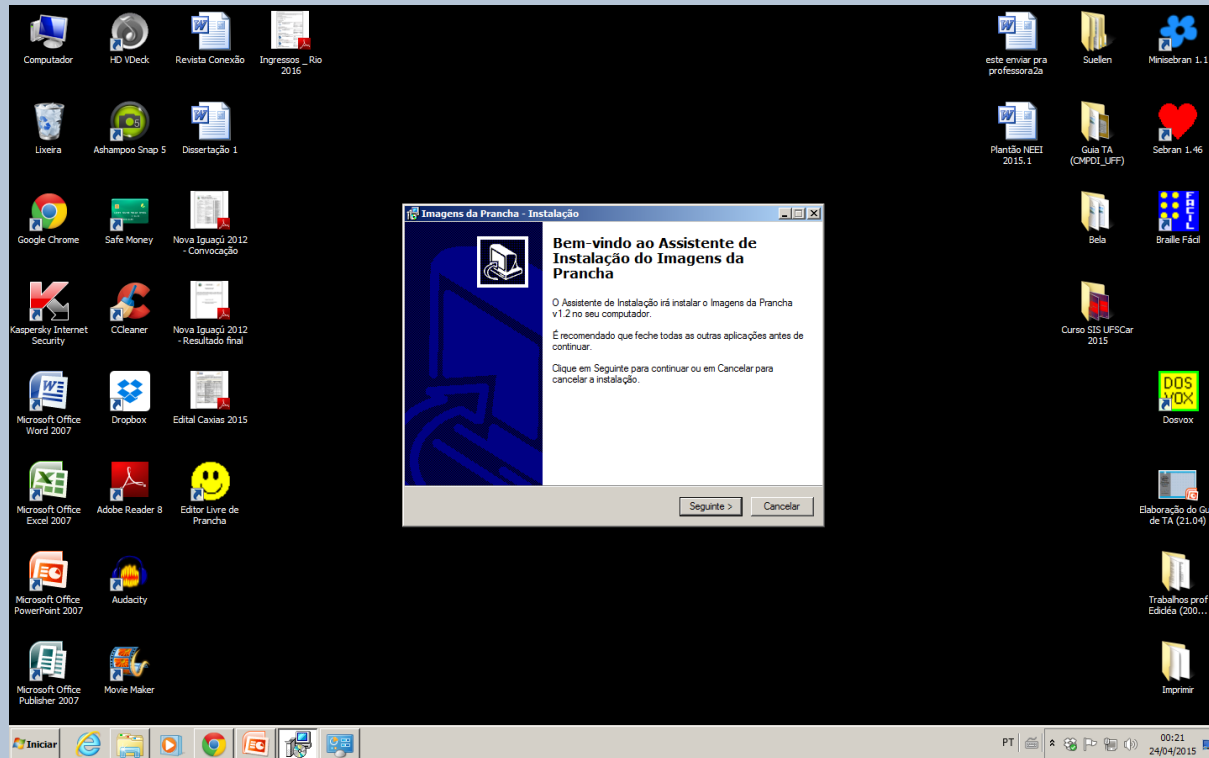 Computador
HD VDeck
Revista Conexão
Ingressos _ Rio
2016
este enviar pra
professora2a
Suellen
Minisebran 1.1
Lixeira
Ashampoo Snap 5
Dissertação 1
Plantão NEEI
2015.1
Guia TA
(CMPDI_UFF)
Sebran 1.46
Google Chrome
Safe Money
Nova Iguaçú 2012
- Convocação
Bela
FÁCIL
Braille Fácil
Kaspersky Internet
Security
CCleaner
Nova Iguaçú 2012
- Resultado final
Curso SIS UFSCar
2015
Microsoft Office
Word 2007
Dropbox
Edital Caxias 2015
DOS
VOX
Dosvox
Microsoft Office
Excel 2007
Adobe Reader 8
Editor Livre de
Prancha
Elaboração do Gu
de TA (21.04)
Microsoft Office
PowerPoint 2007
Audacity
Trabalhos prof
Edicléa (200...
Microsoft Office
Publisher 2007
Movie Maker
Imprimir
Imagens da Prancha - Instalação
Bem-vindo ao Assistente de
Instalação do Imagens da
Prancha
O Assistente de Instalação irá instalar o Imagens da Prancha
v1.2 no seu computador.
É recomendado que feche todas as outras aplicações antes de
continuar.
Clique em Seguinte para continuar ou em Cancelar para
cancelar a instalação.
Seguinte >
Cancelar
Iniciar
PT
00:21
24/04/2015